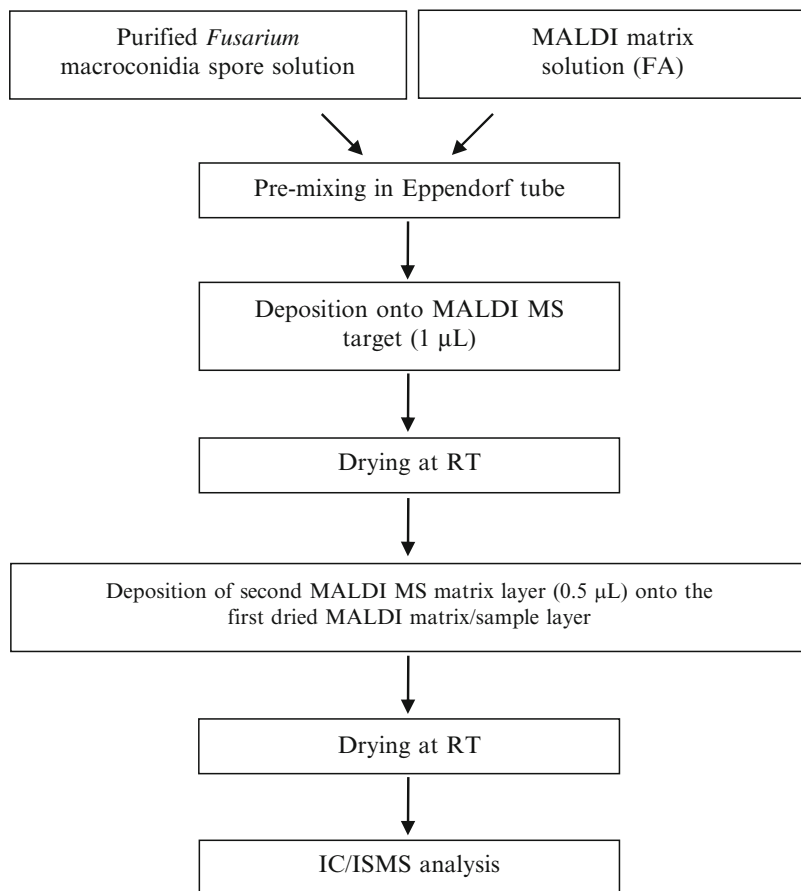 Purified Fusarium
macroconidia spore solution
MALDI matrix
solution (FA)
Pre-mixing in Eppendorf tube
Deposition onto MALDI MS
target (1 µL)
Drying at RT
Deposition of second MALDI MS matrix layer (0.5 µL) onto the
first dried MALDI matrix/sample layer
Drying at RT
IC/ISMS analysis